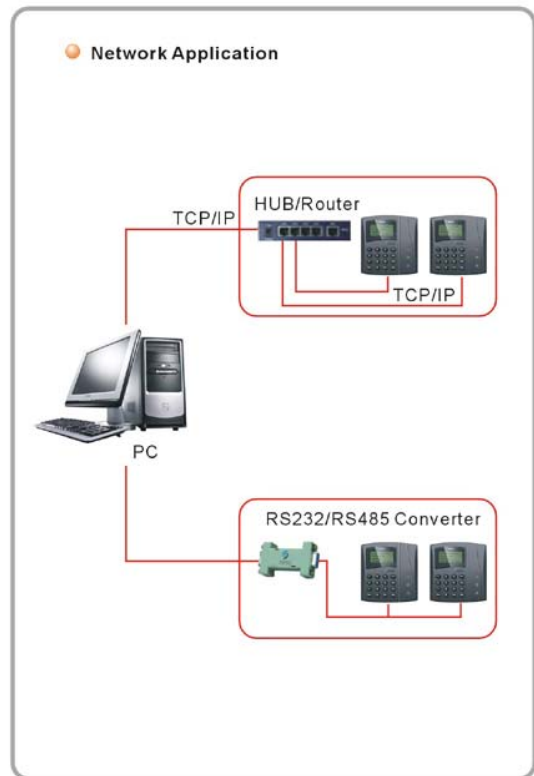 Network Application
HUB/Router
TCP/IP
TCP/IP
PC
RS232/RS485 Converter